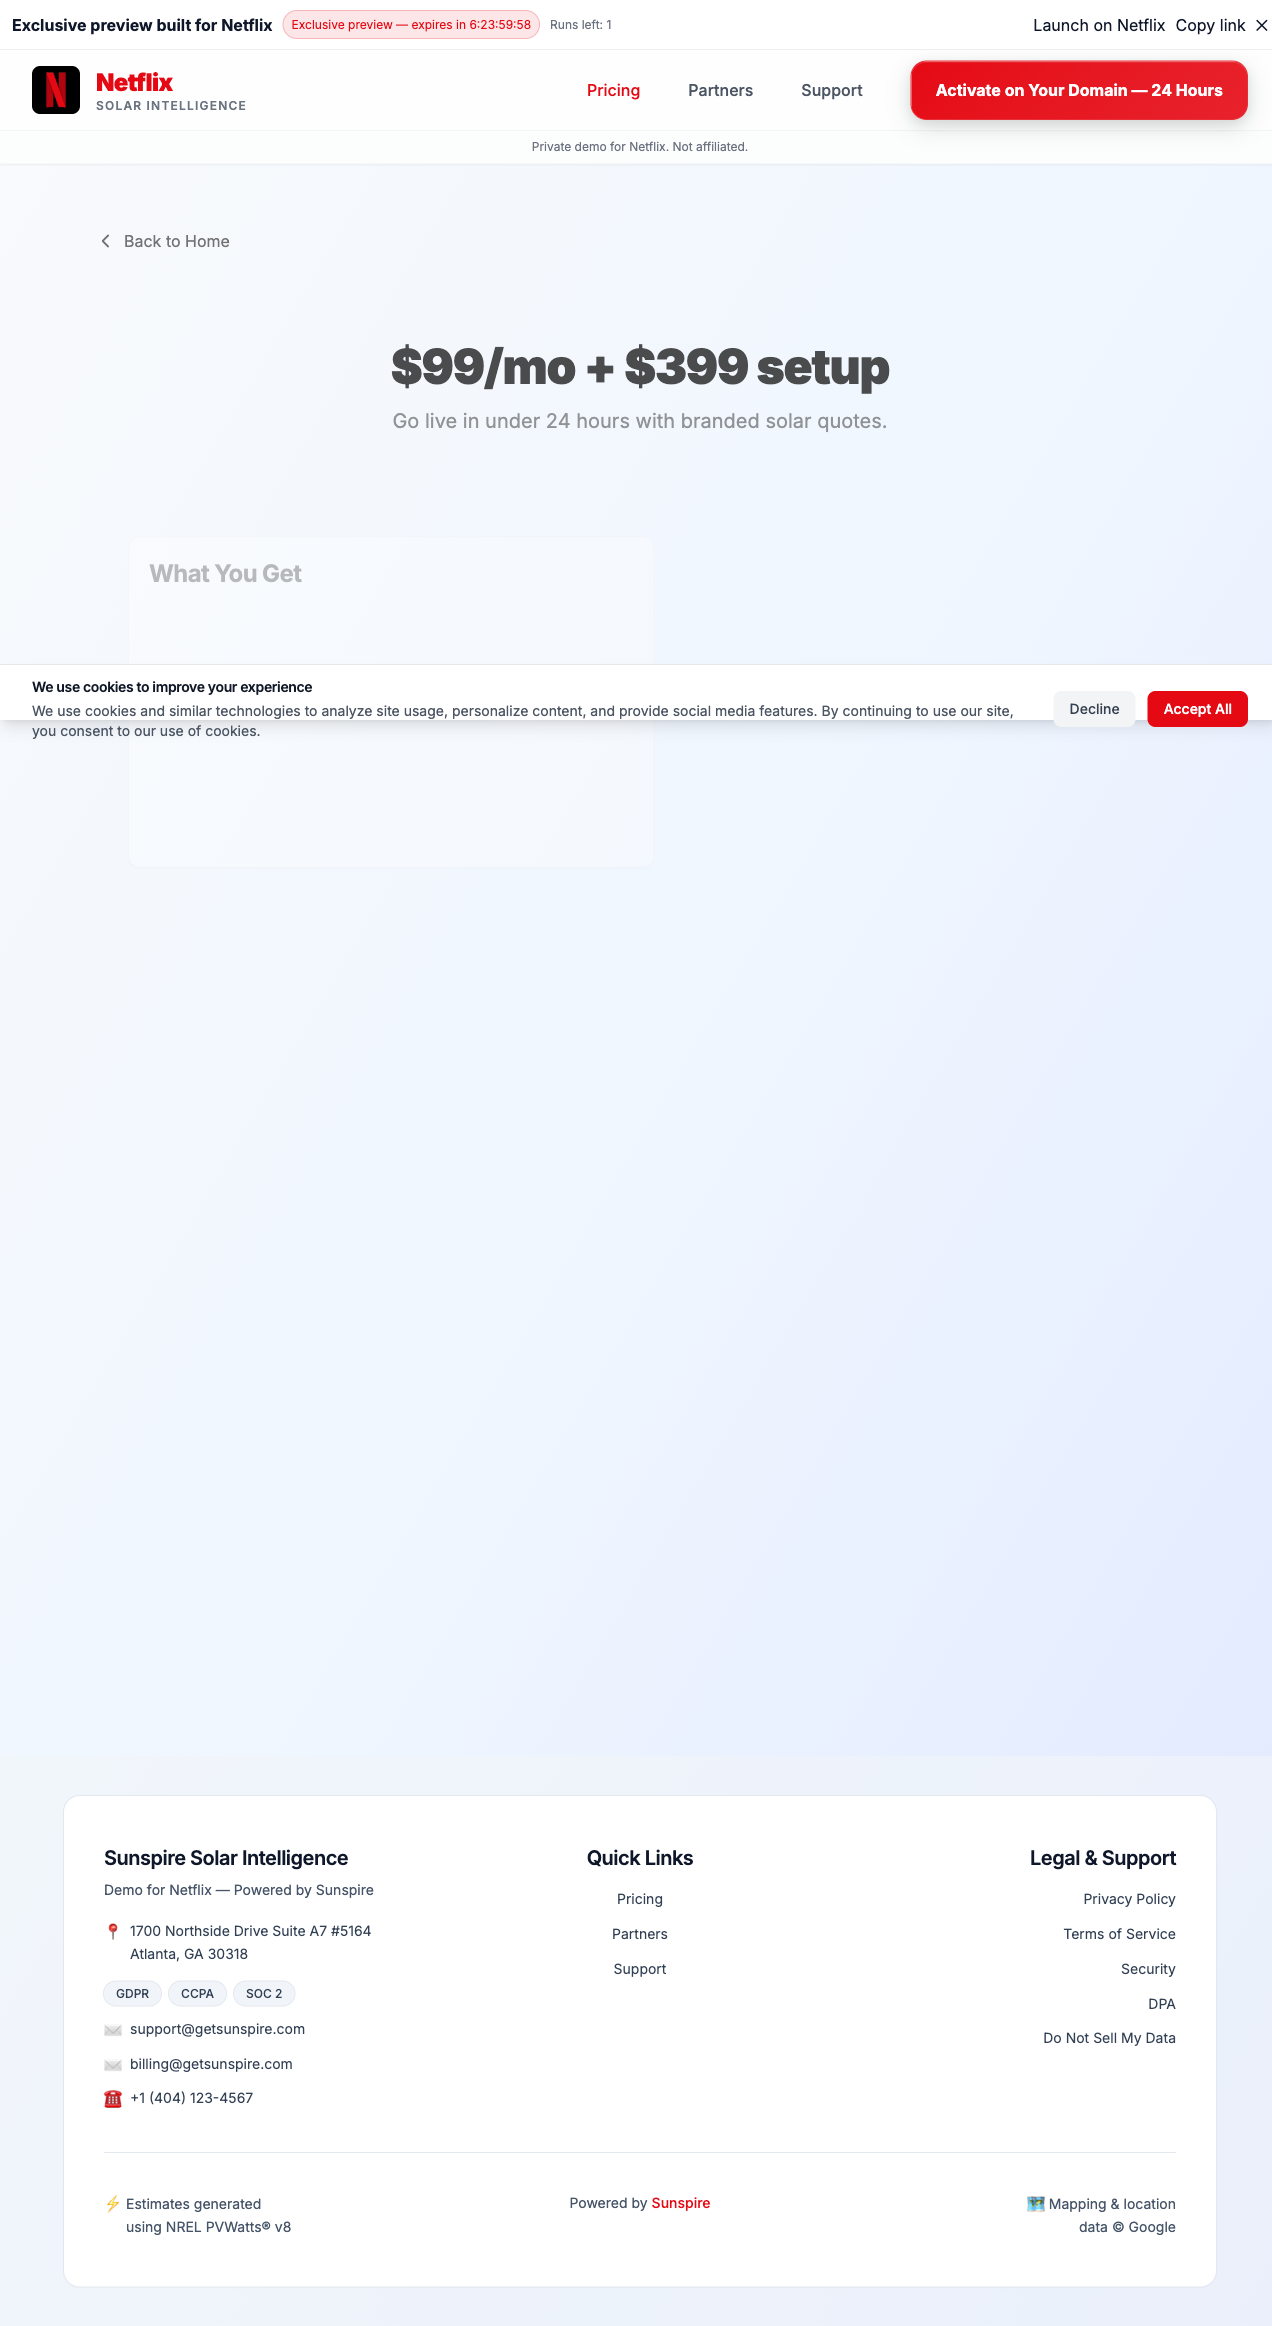 Exclusive preview built for Netflix
Exclusive preview — expires in 6:23:59:58
Runs left: 1
Launch on Netflix
Copy link
Netflix
SOLAR INTELLIGENCE
Pricing
Partners
Support
Activate on Your Domain — 24 Hours
Private demo for Netflix. Not affiliated.
Back to Home
$99/mo + $399 setup
Go live in under 24 hours with branded solar quotes.
What You Get
We use cookies to improve your experience
We use cookies and similar technologies to analyze site usage, personalize content, and provide social media features. By continuing to use our site,
you consent to our use of cookies.
Decline
Accept All
Sunspire Solar Intelligence
Demo for Netflix — Powered by Sunspire
1700 Northside Drive Suite A7 #5164
Atlanta, GA 30318
GDPR
CCPA
SOC 2
support@getsunspire.com
billing@getsunspire.com
+1 (404) 123-4567
Quick Links
Pricing
Partners
Support
Legal & Support
Privacy Policy
Terms of Service
Security
DPA
Do Not Sell My Data
Estimates generated
using NREL PVWatts® v8
Powered by Sunspire
Mapping & location
data © Google